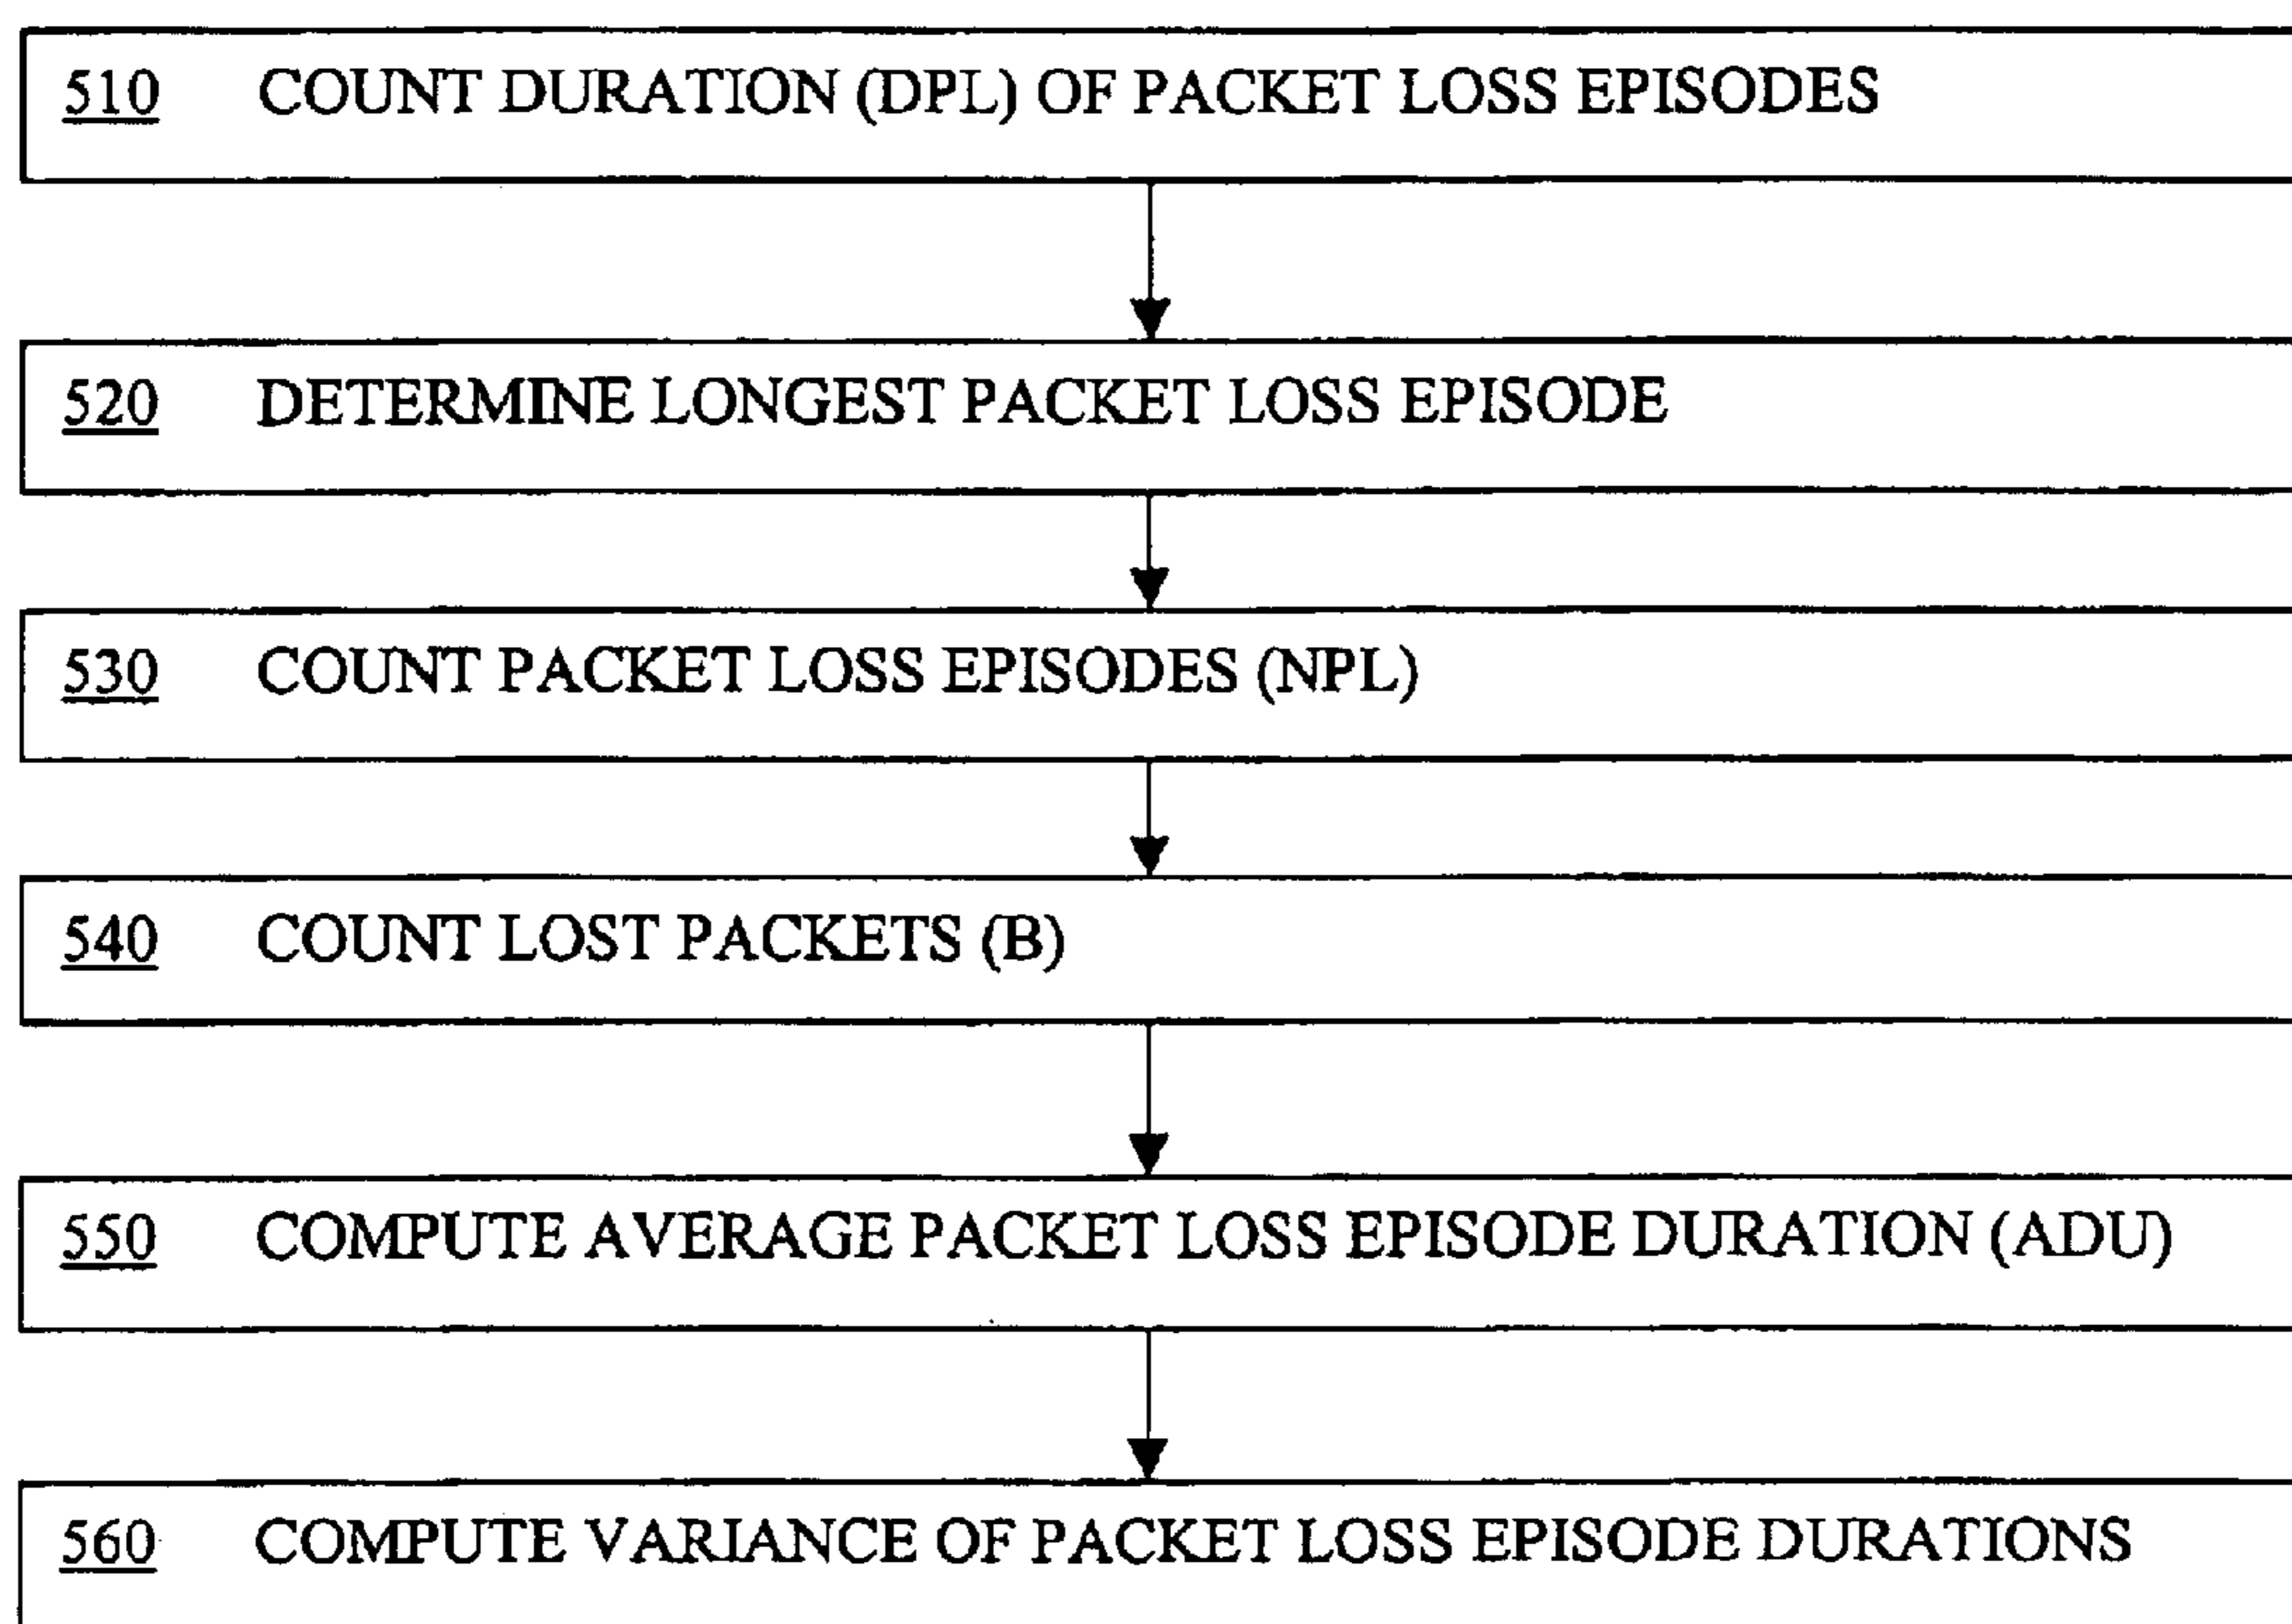 510 COUNT DURATION (DPL) OF PACKET LOSS EPISODES
520 DETERMINE LONGEST PACKET LOSS EPISODE
530 COUNT PACKET LOSS EPISODES (NPL)
540 COUNT LOST PACKETS (B)
550 COMPUTE AVERAGE PACKET LOSS EPISODE DURATION (ADU)
560 COMPUTE VARIANCE OF PACKET LOSS EPISODE DURATIONS